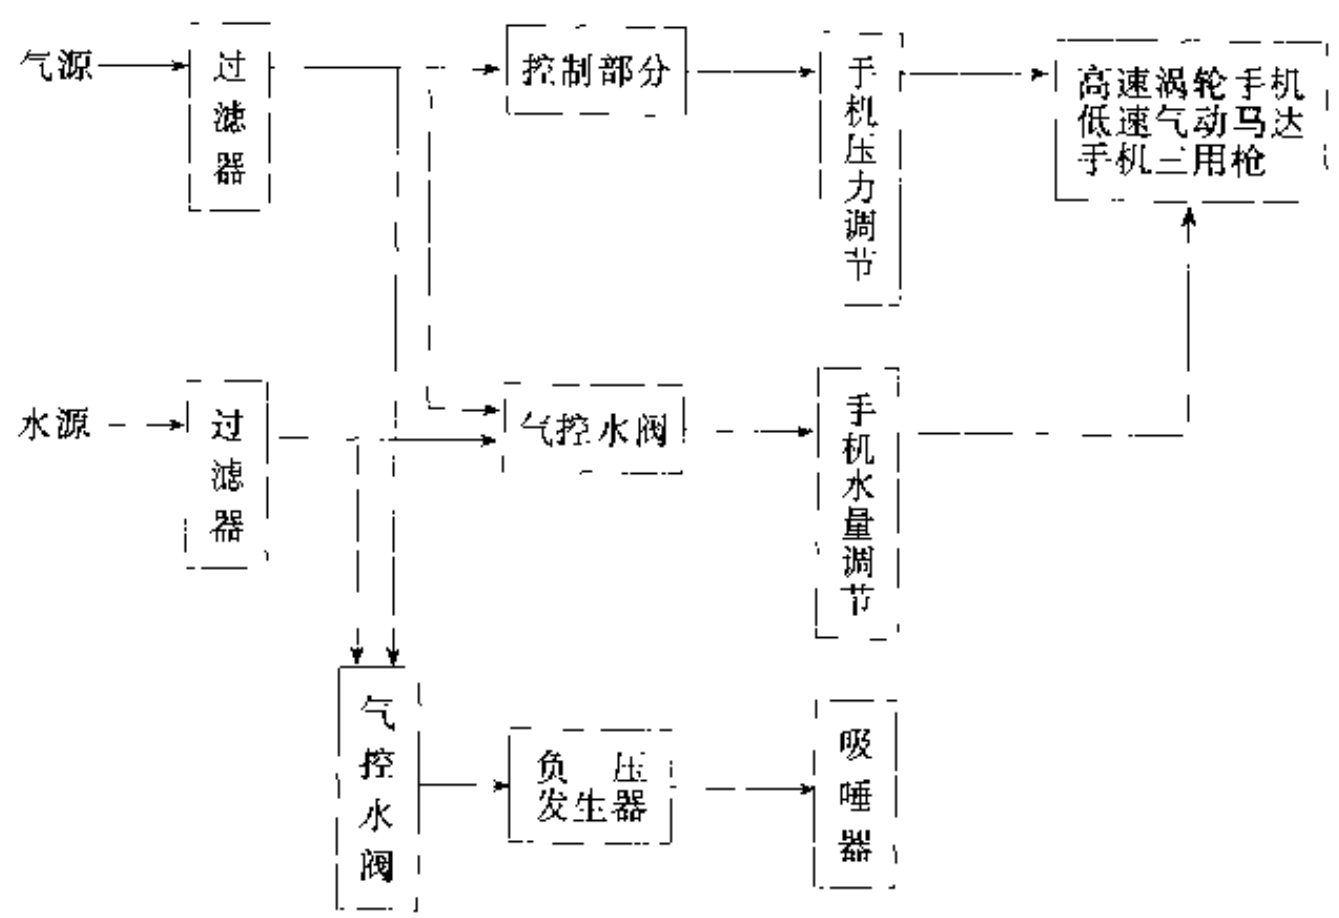 气源
过滤器
控制部分
手机压力调节
高速涡轮手机
低速气动马达
手机三用枪
水源
过滤器
气控水阀
手机水量调节
气控水阀
负压
发生器
吸唾器